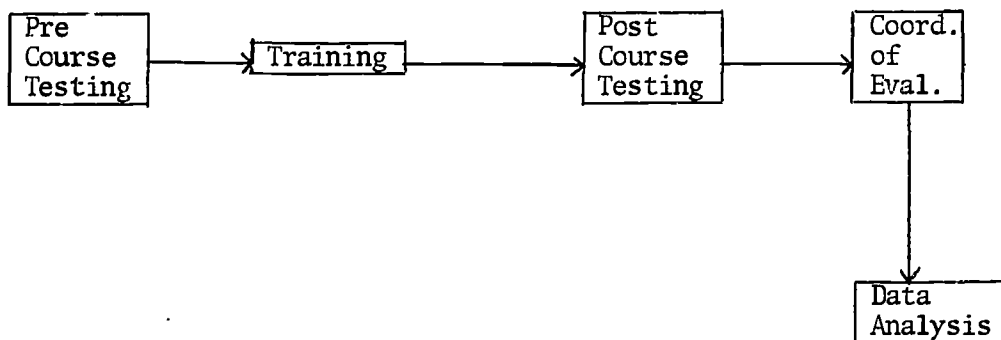 Pre
Course
Testing
Training
Post
Course
Testing
Coord.
of
Eval.
Data
Analysis